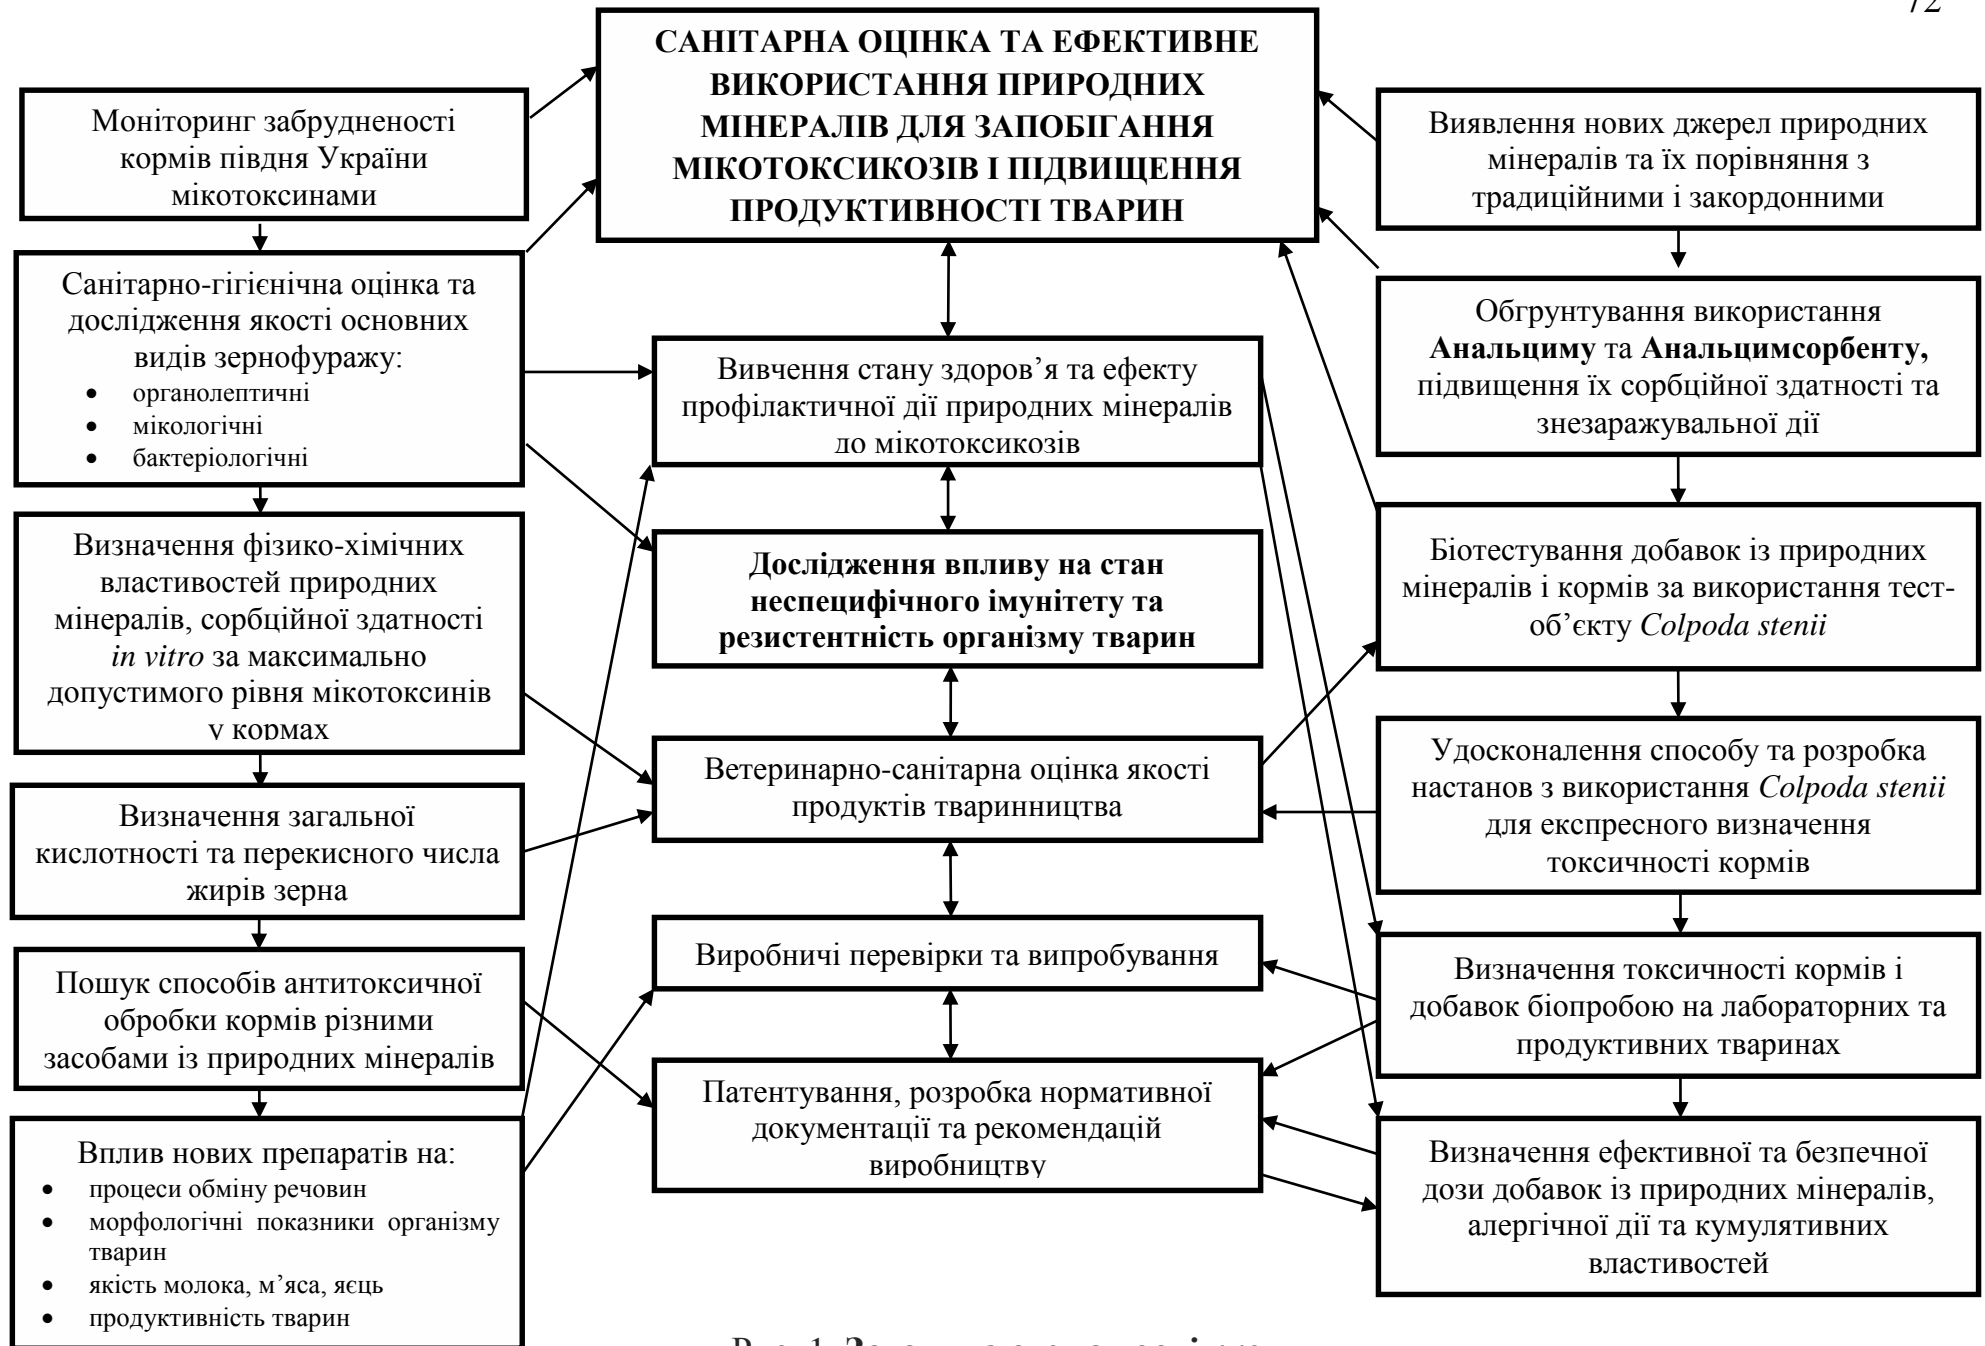 72
САНІТАРНА ОЦІНКА ТА ЕФЕКТИВНЕ
ВИКОРИСТАННЯ ПРИРОДНИХ
МІНЕРАЛІВ ДЛЯ ЗАПОБІГАННЯ
МІКОТОКСИКОЗІВ І ПІДВИЩЕННЯ
ПРОДУКТИВНОСТІ ТВАРИН
Моніторинг забрудненості
кормів півдня України
мікотоксинами
Санітарно-гігієнічна оцінка та
дослідження якості основних
видів зернофуражу:
• органолептичні
• мікологічні
• бактеріологічні
Визначення фізико-хімічних
властивостей природних
мінералів, сорбційної здатності
in vitro за максимально
допустимого рівня мікотоксинів
у кормах
Визначення загальної
кислотності та перекисного числа
жирів зерна
Пошук способів антитоксичної
обробки кормів різними
засобами із природних мінералів
Вплив нових препаратів на:
• процеси обміну речовин
• морфологічні показники організму
тварин
• якість молока, м’яса, яєць
• продуктивність тварин
Вивчення стану здоров’я та ефекту
профілактичної дії природних мінералів
до мікотоксикозів
Дослідження впливу на стан
неспецифічного імунітету та
резистентність організму тварин
Ветеринарно-санітарна оцінка якості
продуктів тваринництва
Виробничі перевірки та випробування
Патентування, розробка нормативної
документації та рекомендацій
виробництву
Виявлення нових джерел природних
мінералів та їх порівняння з
традиційними і закордонними
Обгрунтування використання
Анальциму та Анальцимсорбенту,
підвищення їх сорбційної здатності та
знезаражувальної дії
Біотестування добавок із природних
мінералів і кормів за використання тест-
об’єкту Colpoda stenii
Удосконалення способу та розробка
настанов з використання Colpoda stenii
для експресного визначення
токсичності кормів
Визначення токсичності кормів і
добавок біопробою на лабораторних та
продуктивних тваринах
Визначення ефективної та безпечної
дози добавок із природних мінералів,
алергічної дії та кумулятивних
властивостей